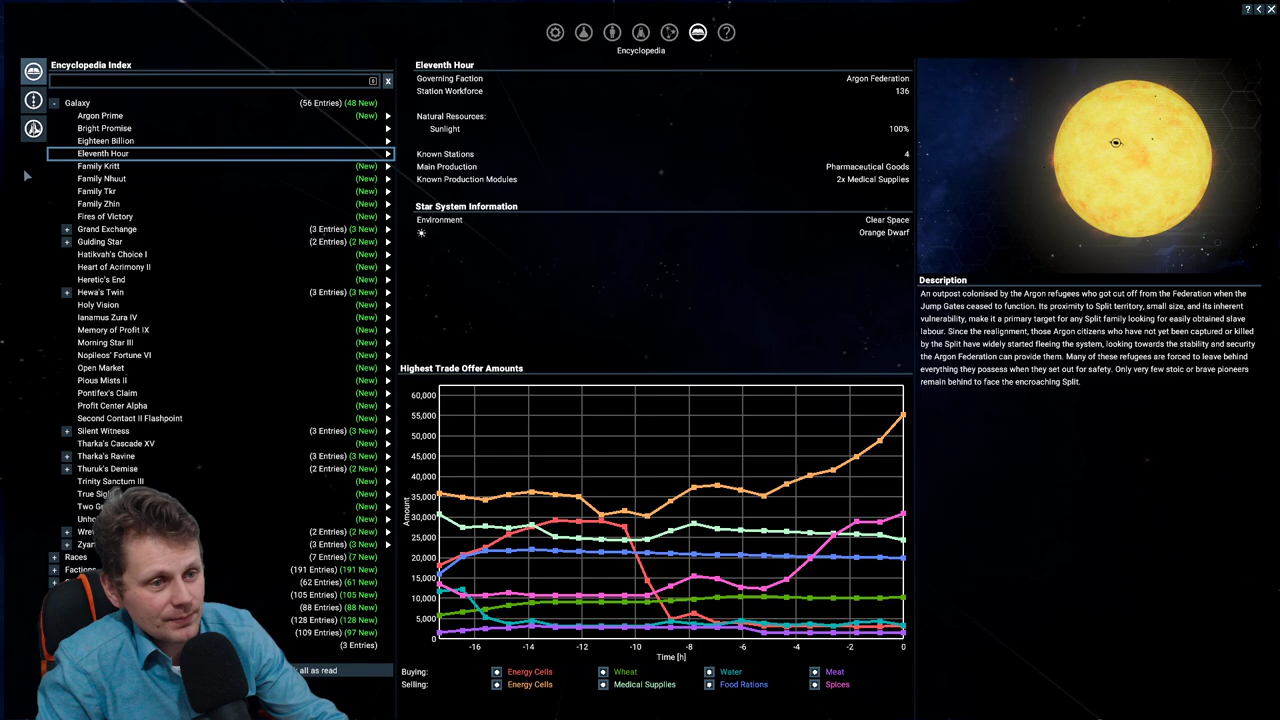 Encyclopedia
Encyclopedia Index
Galaxy (56 Entries) (48 New)
Argon Prime (New)
Bright Promise
Eighteen Billion
Eleventh Hour
Family Kritt (New)
Family Nhuut (New)
Family Tkr (New)
Family Zhin (New)
Fires of Victory (New)
Grand Exchange (3 Entries) (3 New)
Guiding Star (2 Entries) (2 New)
Hatikvah's Choice I (New)
Heart of Acrimony II (New)
Heretic's End (New)
Hewa's Twin (3 Entries) (3 New)
Holy Vision (New)
Ianamus Zura IV (New)
Memory of Profit IX (New)
Morning Star III (New)
Nopileos' Fortune VI (New)
Open Market (New)
Pious Mists II (New)
Pontifex's Claim (New)
Profit Center Alpha (New)
Second Contact II Flashpoint (New)
Silent Witness (3 Entries) (3 New)
Tharka's Cascade XV (New)
Tharka's Ravine (3 Entries) (3 New)
Thuruk's Demise (2 Entries) (2 New)
Trinity Sanctum III (New)
True (New)
Two (New)
(New)
(2 Entries) (2 New)
(3 Entries) (3 New)
Races (7 Entries) (7 New)
Factions (191 Entries) (191 New)
(62 Entries) (61 New)
(105 Entries) (105 New)
(88 Entries) (88 New)
(128 Entries) (128 New)
(109 Entries) (97 New)
(3 Entries)
all as read
Eleventh Hour
Governing Faction Argon Federation
Station Workforce 136
Natural Resources:
Sunlight 100%
Known Stations 4
Main Production Pharmaceutical Goods
Known Production Modules 2x Medical Supplies
Star System Information
Environment Clear Space
Orange Dwarf
Highest Trade Offer Amounts
60,000
55,000
50,000
45,000
40,000
35,000
30,000
25,000
20,000
15,000
10,000
5,000
0
Amount
-16 -14 -12 -10 -8 -6 -4 -2 0
Time [h]
Buying: Energy Cells Wheat Water Meat
Selling: Energy Cells Medical Supplies Food Rations Spices
Description
An outpost colonised by the Argon refugees who got cut off from the Federation when the
Jump Gates ceased to function. Its proximity to Split territory, small size, and its inherent
vulnerability, make it a primary target for any Split family looking for easily obtained slave
labour. Since the realignment, those Argon citizens who have not yet been captured or killed
by the Split have widely started fleeing the system, looking towards the stability and security
the Argon Federation can provide them. Many of these refugees are forced to leave behind
everything they possess when they set out for safety. Only very few stoic or brave pioneers
remain behind to face the encroaching Split.